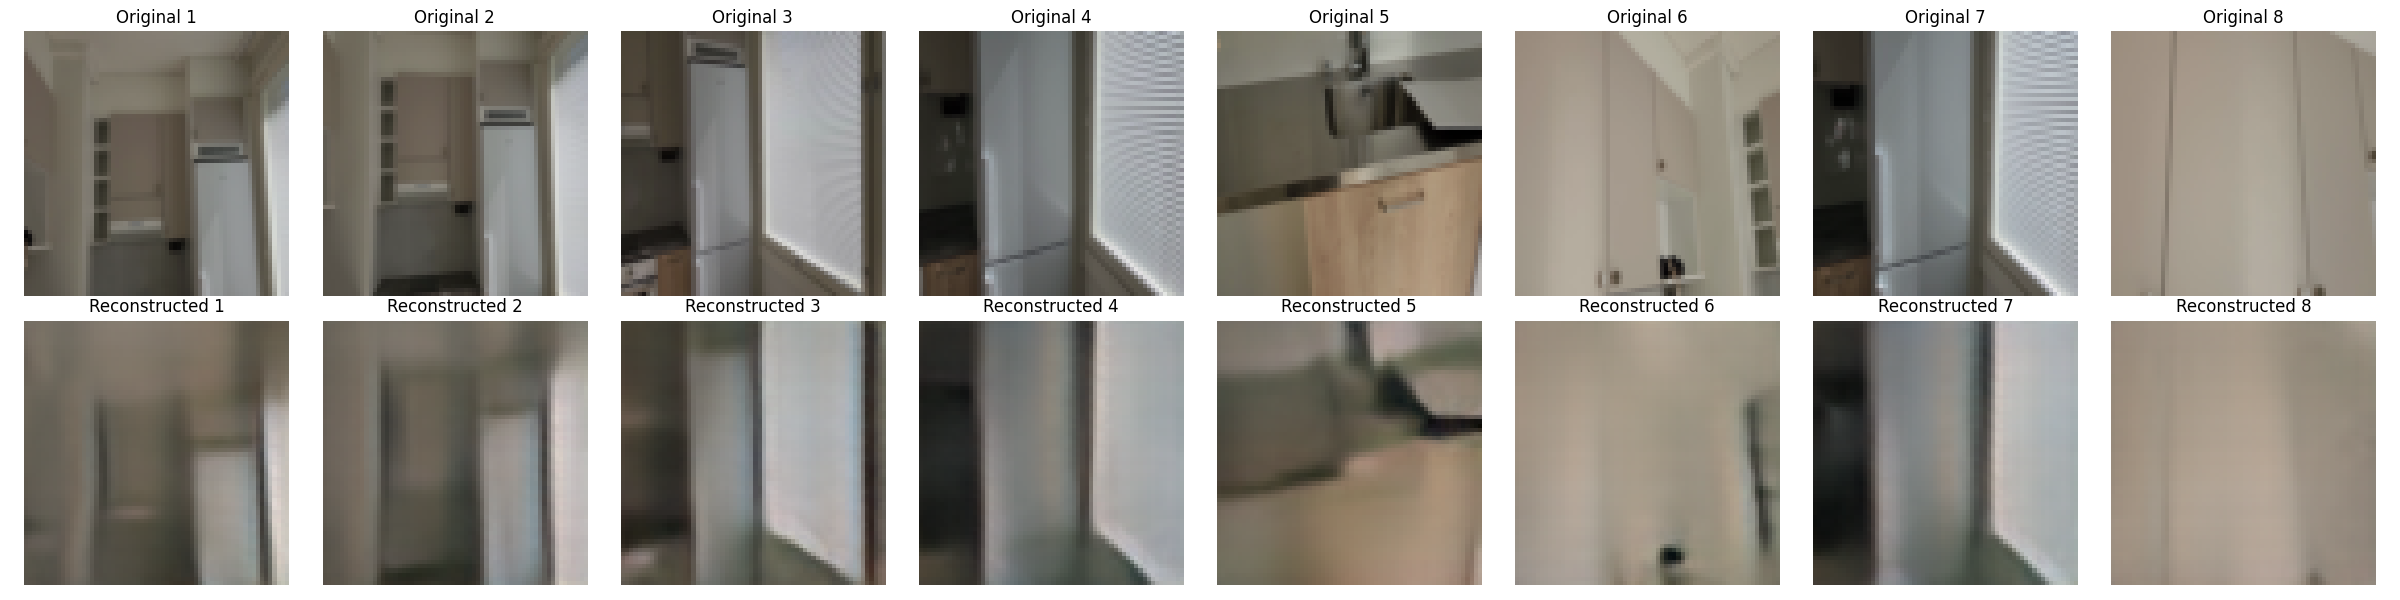 Original 1
Original 2
Original 3
Original 4
Original 5
Original 6
Original 7
Original 8
Reconstructed 1
Reconstructed 2
Reconstructed 3
Reconstructed 4
Reconstructed 5
Reconstructed 6
Reconstructed 7
Reconstructed 8